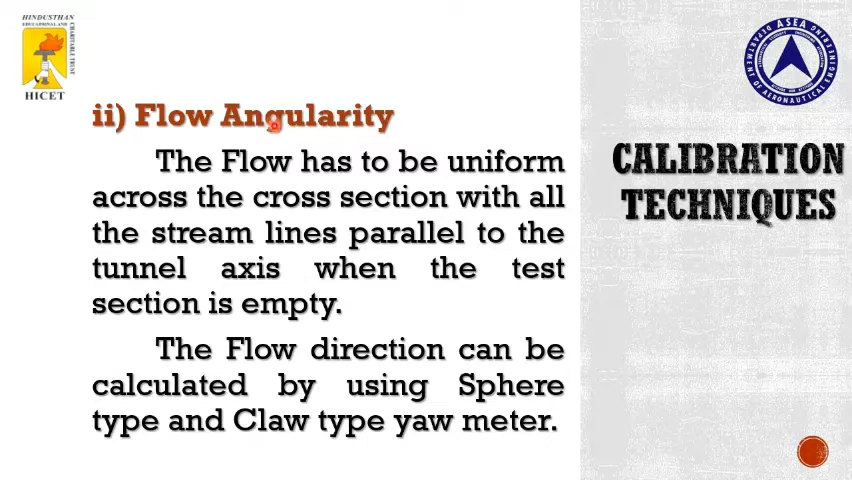 HINDUSTHAN
EDUCATIONAL AND
CHARITABLE TRUST
HICET
ii) Flow Angularity
The Flow has to be uniform
across the cross section with all
the stream lines parallel to the
tunnel axis when the test
section is empty.
The Flow direction can be
calculated by using Sphere
type and Claw type yaw meter.
ASEA
DEPARTMENT OF AERONAUTICAL ENGINEERING
CALIBRATION
TECHNIQUES